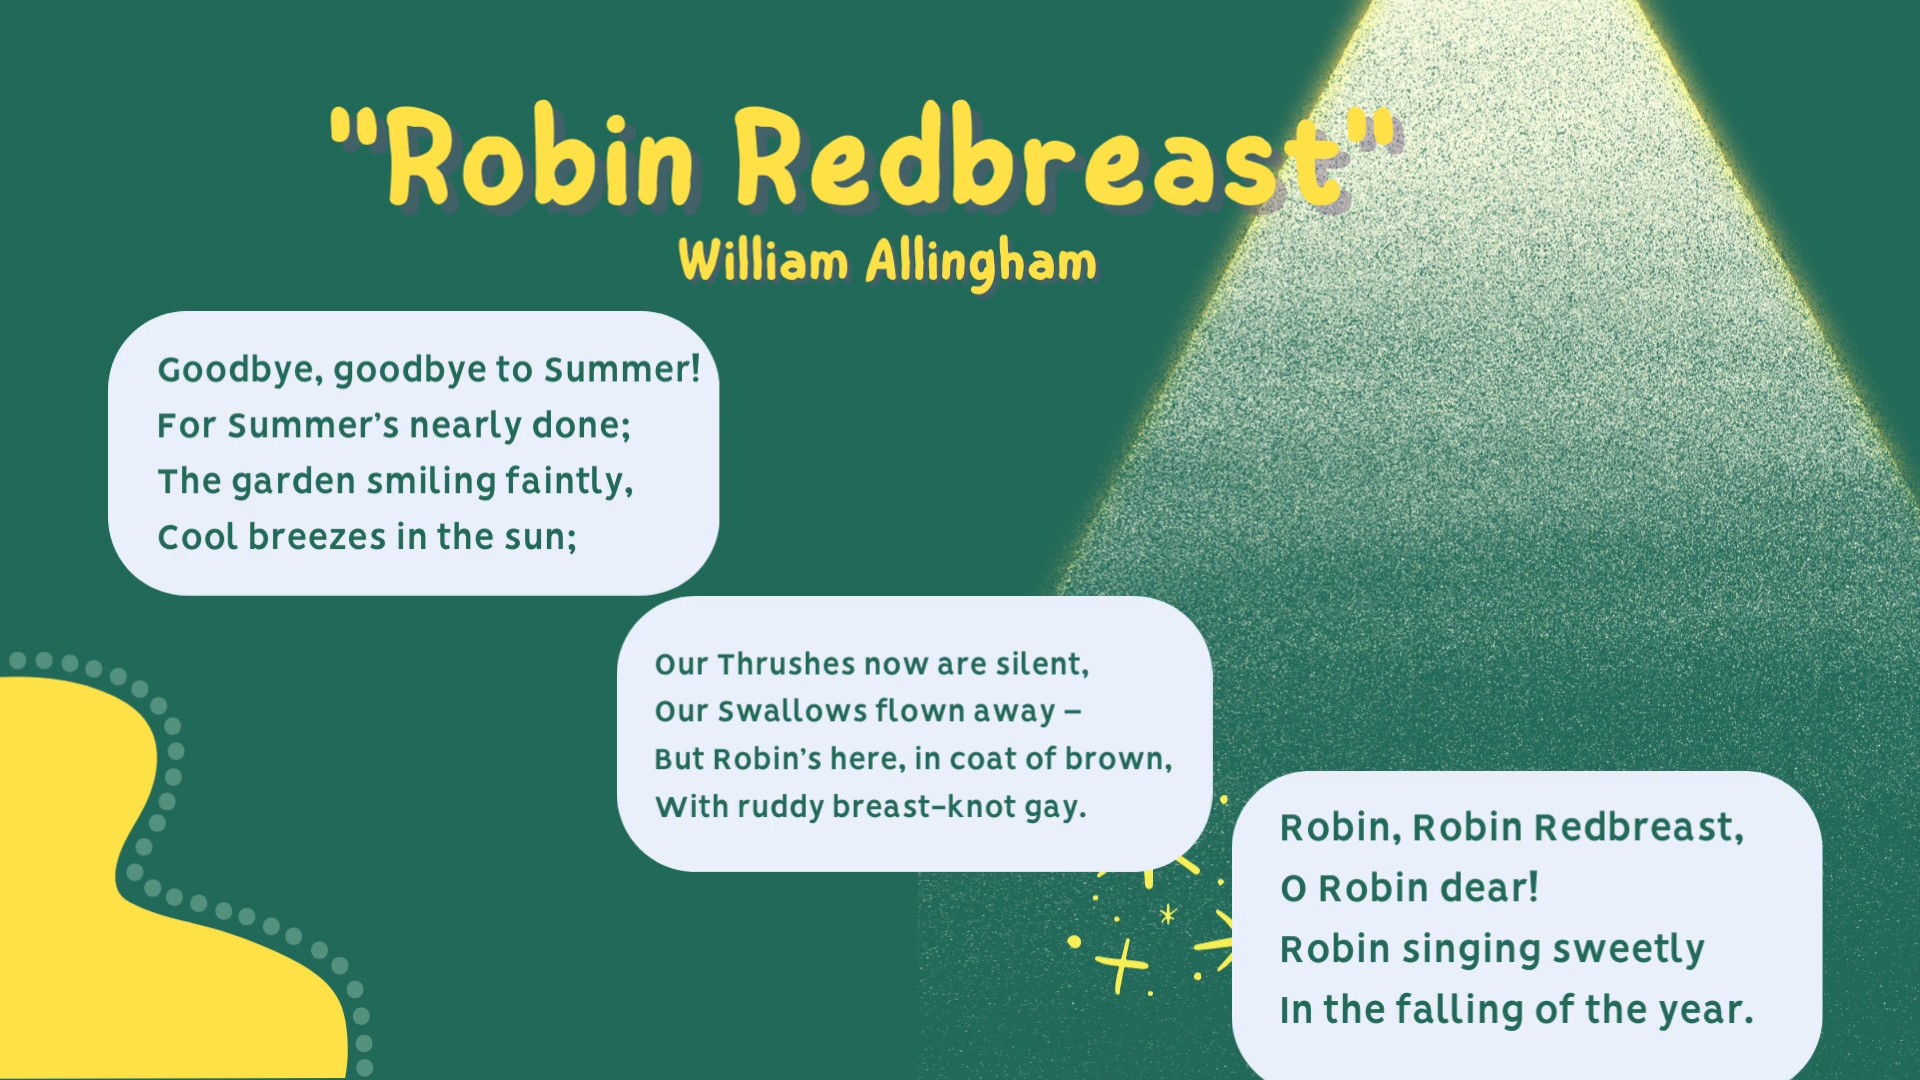 "Robin Redbreast"
William Allingham
Goodbye, goodbye to Summer!
For Summer’s nearly done;
The garden smiling faintly,
Cool breezes in the sun;
Our Thrushes now are silent,
Our Swallows flown away –
But Robin’s here, in coat of brown,
With ruddy breast-knot gay.
Robin, Robin Redbreast,
O Robin dear!
Robin singing sweetly
In the falling of the year.